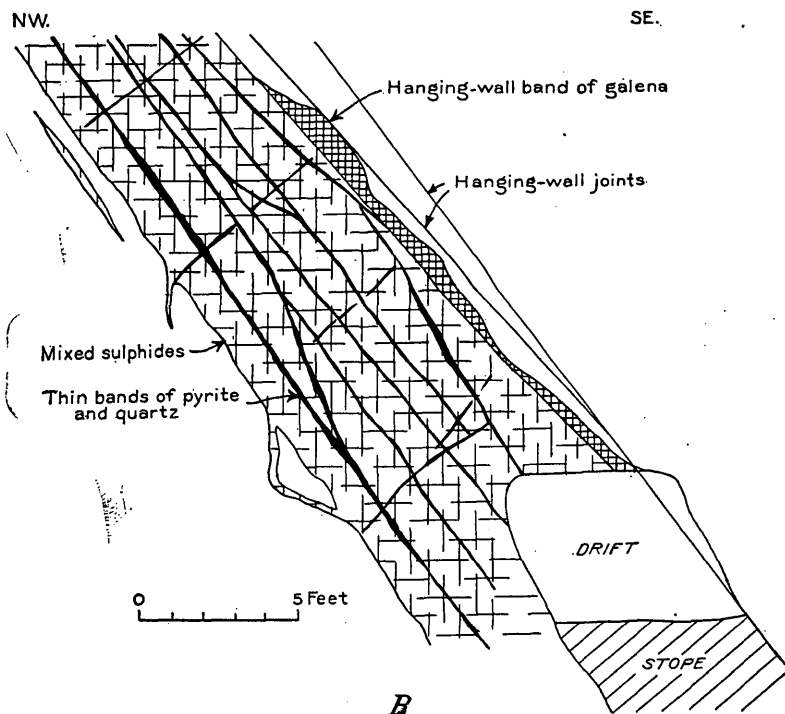 NW.
SE.
Hanging-wall band of galena
Hanging-wall joints
Mixed sulphides
Thin bands of pyrite
and quartz
DRIFT
0 5 Feet
STOPE
B